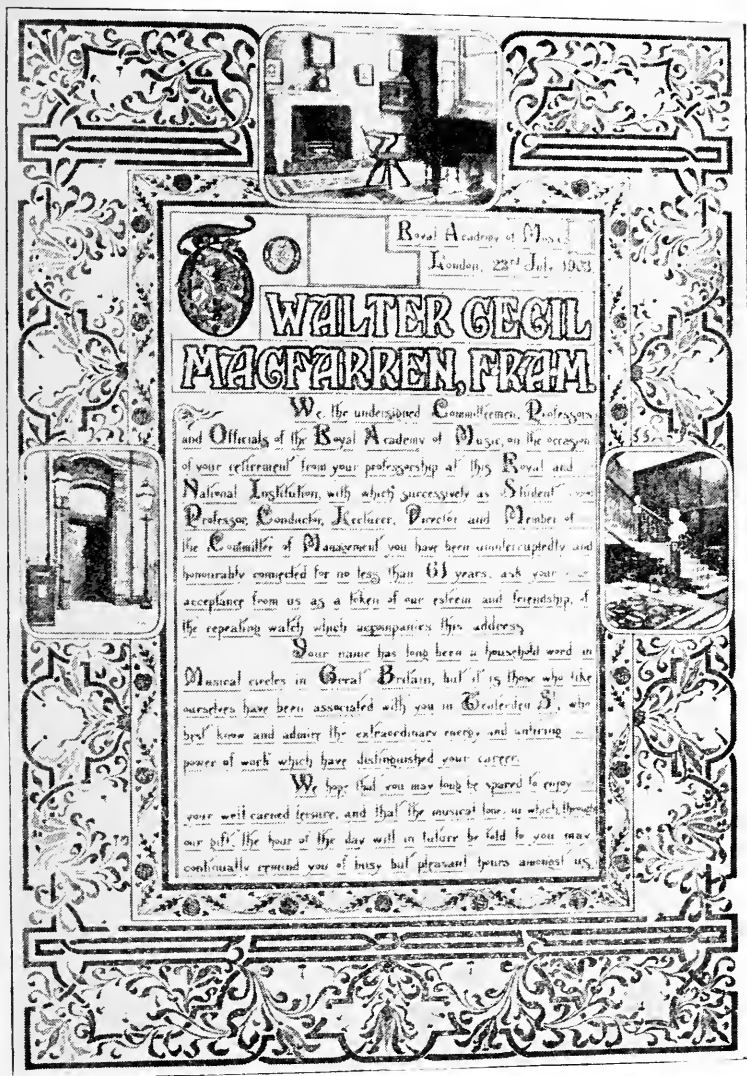 Royal Academy of Music
London, 22nd July 1903
TO WALTER CECIL
MACFARREN, F.R.A.M.
We, the undersigned Committeemen, Professors
and Officials of the Royal Academy of Music, on the occasion
of your retirement from your professorship at this Royal and
National Institution, with which successively as Student
Professor, Conductor, Lecturer, Director and Member of
the Committee of Management you have been uninterruptedly and
honourably connected for no less than 61 years, ask your
acceptance from us as a token of our esteem and friendship, of
the repeating watch which accompanies this address.
Your name has long been a household word in
Musical circles in Great Britain, but it is those who like
ourselves have been associated with you in Tenterden St., who
best know and admire the extraordinary energy and untiring
power of work which have distinguished your career.
We hope that you may long be spared to enjoy
your well earned leisure, and that the musical tone, in which, through
our gift, the hour of the day will in future be told to you may
continually remind you of busy but pleasant hours amongst us.